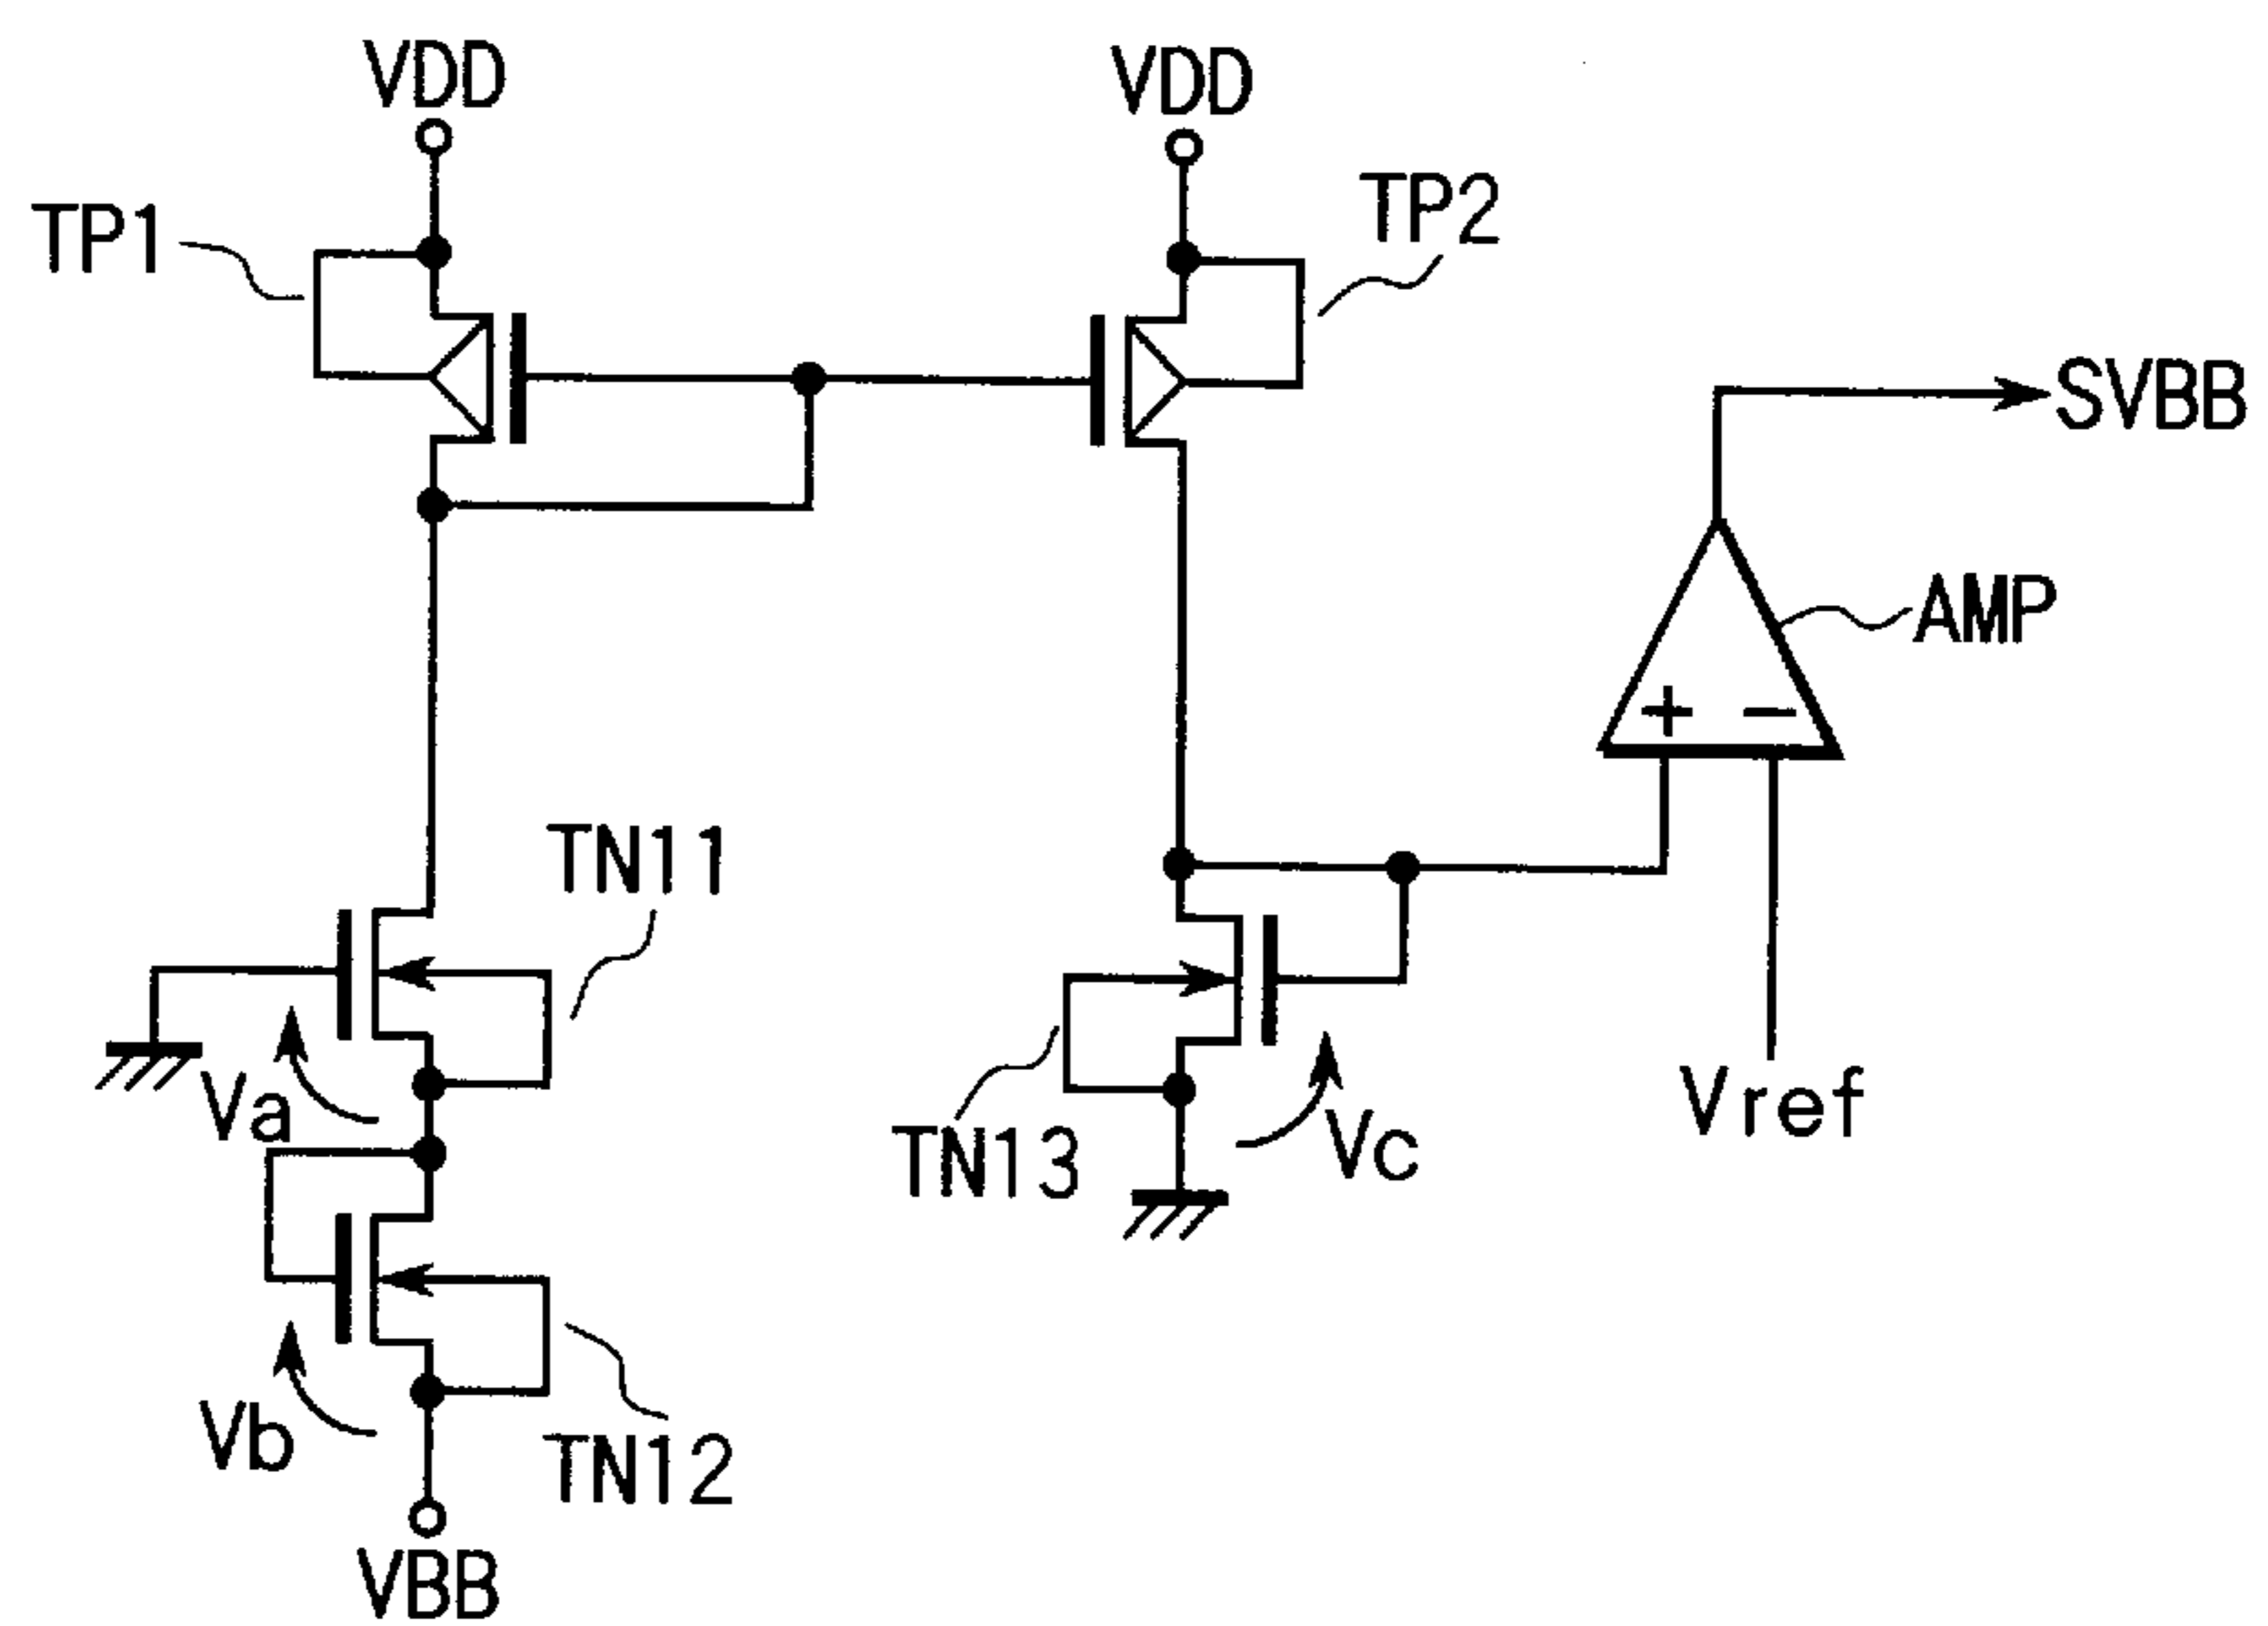 VDD
VDD
TP1
TP2
SVBB
AMP
+ −
TN11
Va
Vref
TN13
Vc
Vb
TN12
VBB